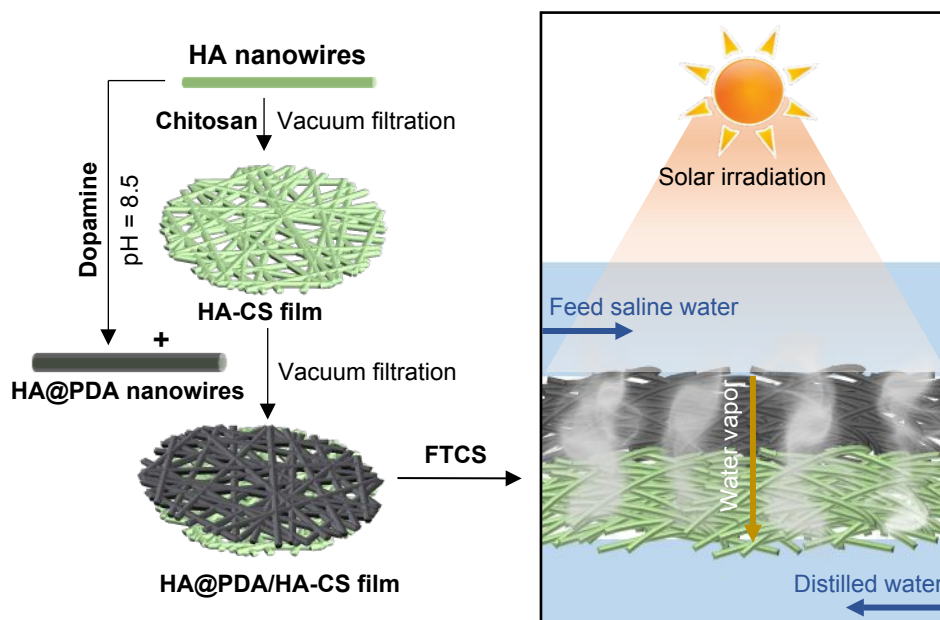 HA nanowires
Chitosan Vacuum filtration
Dopamine
pH = 8.5
HA-CS film
+
HA@PDA nanowires
Vacuum filtration
FTCS
HA@PDA/HA-CS film
Solar irradiation
Feed saline water
Water vapor
Distilled water